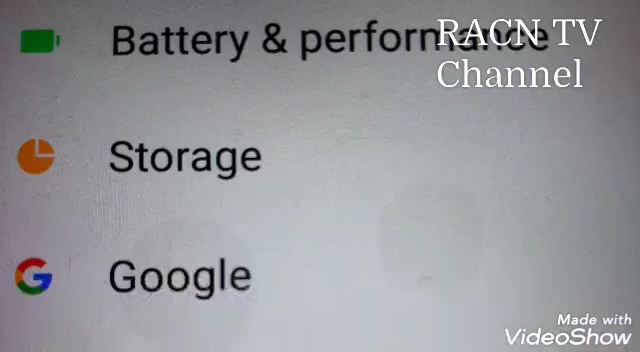 Battery & performance
RACN TV
Channel
Storage
Google
Made with
VideoShow